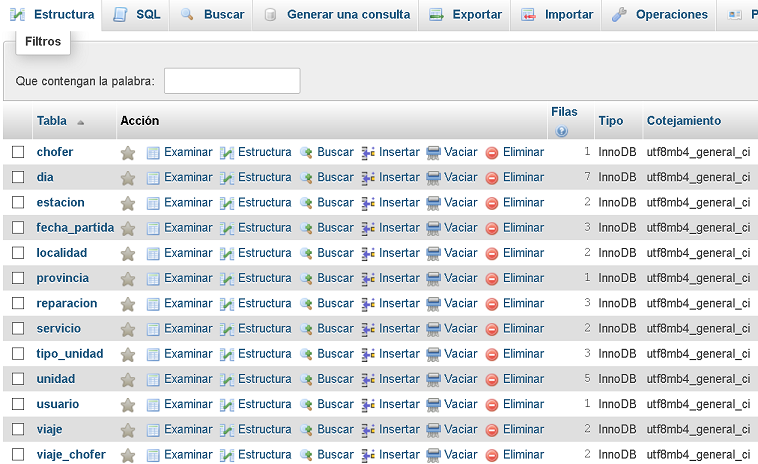 Estructura SQL Buscar Generar una consulta Exportar Importar Operaciones
Filtros
Que contengan la palabra:
Tabla Acción Filas Tipo Cotejamiento
chofer Examinar Estructura Buscar Insertar Vaciar Eliminar 1 InnoDB utf8mb4_general_ci
dia Examinar Estructura Buscar Insertar Vaciar Eliminar 7 InnoDB utf8mb4_general_ci
estacion Examinar Estructura Buscar Insertar Vaciar Eliminar 2 InnoDB utf8mb4_general_ci
fecha_partida Examinar Estructura Buscar Insertar Vaciar Eliminar 3 InnoDB utf8mb4_general_ci
localidad Examinar Estructura Buscar Insertar Vaciar Eliminar 2 InnoDB utf8mb4_general_ci
provincia Examinar Estructura Buscar Insertar Vaciar Eliminar 1 InnoDB utf8mb4_general_ci
reparacion Examinar Estructura Buscar Insertar Vaciar Eliminar 3 InnoDB utf8mb4_general_ci
servicio Examinar Estructura Buscar Insertar Vaciar Eliminar 2 InnoDB utf8mb4_general_ci
tipo_unidad Examinar Estructura Buscar Insertar Vaciar Eliminar 3 InnoDB utf8mb4_general_ci
unidad Examinar Estructura Buscar Insertar Vaciar Eliminar 5 InnoDB utf8mb4_general_ci
usuario Examinar Estructura Buscar Insertar Vaciar Eliminar 1 InnoDB utf8mb4_general_ci
viaje Examinar Estructura Buscar Insertar Vaciar Eliminar 2 InnoDB utf8mb4_general_ci
viaje_chofer Examinar Estructura Buscar Insertar Vaciar Eliminar 2 InnoDB utf8mb4_general_ci